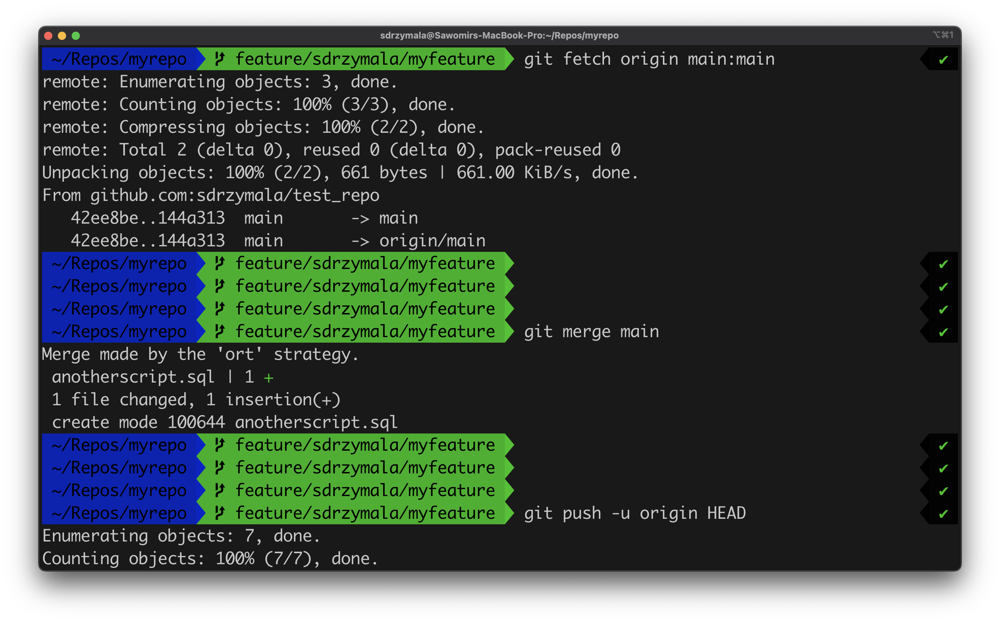 sdrzymala@Sawomirs-MacBook-Pro:~/Repos/myrepo ⌥⌘1
~/Repos/myrepo feature/sdrzymala/myfeature git fetch origin main:main ✔
remote: Enumerating objects: 3, done.
remote: Counting objects: 100% (3/3), done.
remote: Compressing objects: 100% (2/2), done.
remote: Total 2 (delta 0), reused 0 (delta 0), pack-reused 0
Unpacking objects: 100% (2/2), 661 bytes | 661.00 KiB/s, done.
From github.com:sdrzymala/test_repo
   42ee8be..144a313  main       -> main
   42ee8be..144a313  main       -> origin/main
~/Repos/myrepo feature/sdrzymala/myfeature ✔
~/Repos/myrepo feature/sdrzymala/myfeature ✔
~/Repos/myrepo feature/sdrzymala/myfeature ✔
~/Repos/myrepo feature/sdrzymala/myfeature git merge main ✔
Merge made by the 'ort' strategy.
 anotherscript.sql | 1 +
 1 file changed, 1 insertion(+)
 create mode 100644 anotherscript.sql
~/Repos/myrepo feature/sdrzymala/myfeature ✔
~/Repos/myrepo feature/sdrzymala/myfeature ✔
~/Repos/myrepo feature/sdrzymala/myfeature ✔
~/Repos/myrepo feature/sdrzymala/myfeature git push -u origin HEAD ✔
Enumerating objects: 7, done.
Counting objects: 100% (7/7), done.